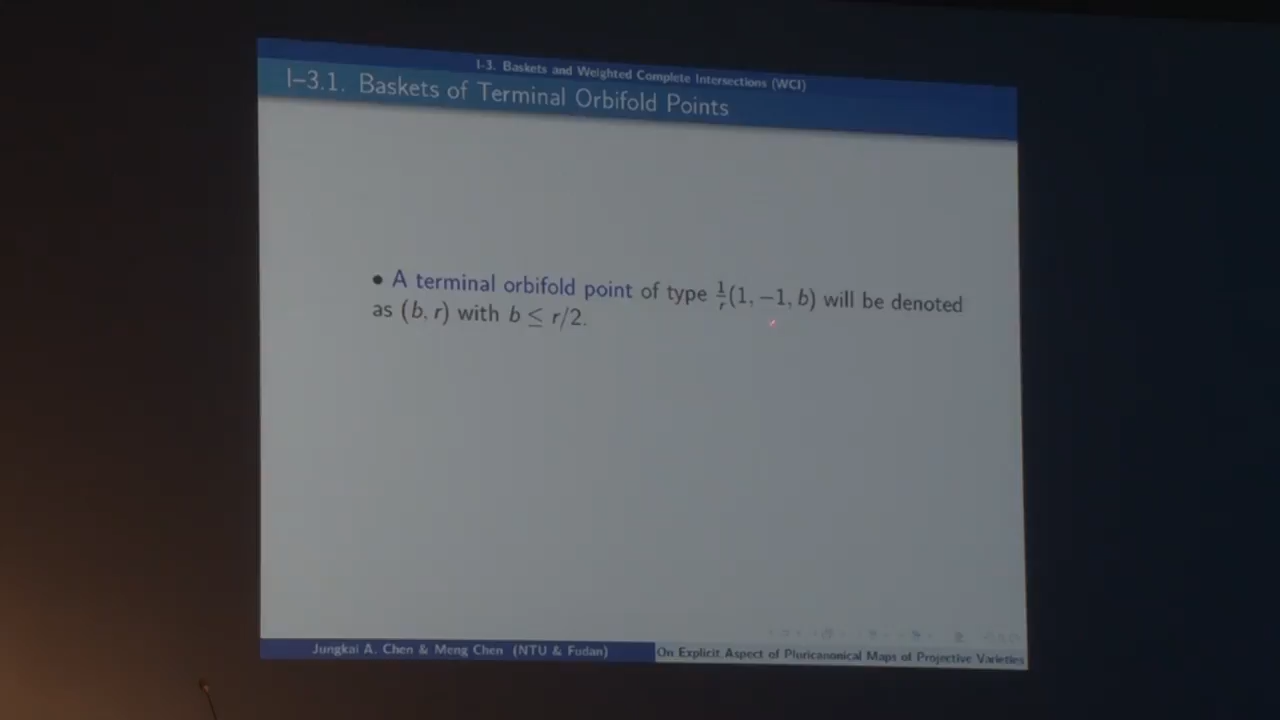 I-3. Baskets and Weighted Complete Intersections (WCI)
I–3.1. Baskets of Terminal Orbifold Points
• A terminal orbifold point of type $\frac{1}{r}(1, -1, b)$ will be denoted
as (b, r) with b ≤ r/2.
Jungkai A. Chen & Meng Chen (NTU & Fudan)
On Explicit Aspect of Pluricanonical Maps of Projective Varieties